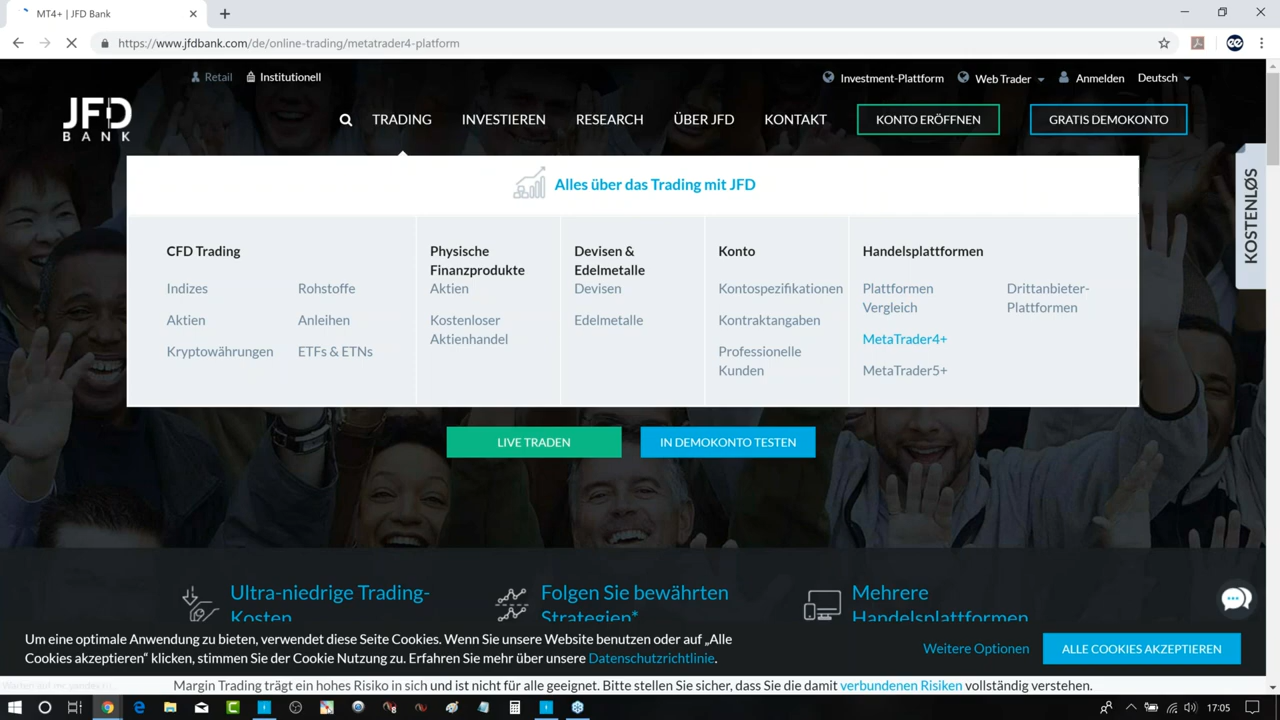 MT4+ | JFD Bank
https://www.jfdbank.com/de/online-trading/metatrader4-platform
Retail
Institutionell
Investment-Plattform
Web Trader
Anmelden
Deutsch
JFD
BANK
TRADING
INVESTIEREN
RESEARCH
ÜBER JFD
KONTAKT
KONTO ERÖFFNEN
GRATIS DEMOKONTO
KOSTENLØS
Alles über das Trading mit JFD
CFD Trading
Indizes
Aktien
Kryptowährungen
Rohstoffe
Anleihen
ETFs & ETNs
Physische
Finanzprodukte
Aktien
Kostenloser
Aktienhandel
Devisen &
Edelmetalle
Devisen
Edelmetalle
Konto
Kontospezifikationen
Kontraktangaben
Professionelle
Kunden
Handelsplattformen
Plattformen
Vergleich
MetaTrader4+
MetaTrader5+
Drittanbieter-
Plattformen
LIVE TRADEN
IN DEMOKONTO TESTEN
Ultra-niedrige Trading-
Kosten
Folgen Sie bewährten
Strategien*
Mehrere
Handelsplattformen
Um eine optimale Anwendung zu bieten, verwendet diese Seite Cookies. Wenn Sie unsere Website benutzen oder auf „Alle
Cookies akzeptieren“ klicken, stimmen Sie der Cookie Nutzung zu. Erfahren Sie mehr über unsere Datenschutzrichtlinie.
Weitere Optionen
ALLE COOKIES AKZEPTIEREN
Margin Trading trägt ein hohes Risiko in sich und ist nicht für alle geeignet. Bitte stellen Sie sicher, dass Sie die damit verbundenen Risiken vollständig verstehen.
17:05